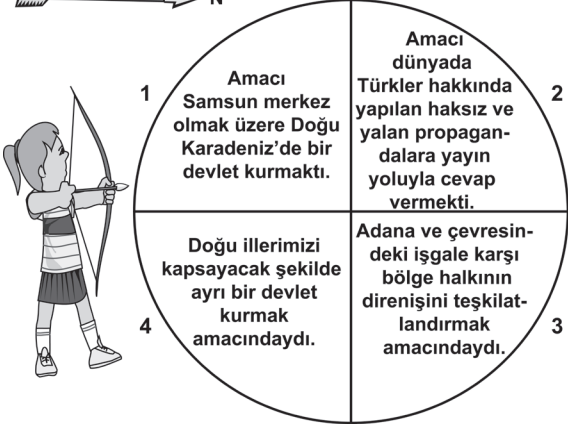 N
1
Amacı
Samsun merkez
olmak üzere Doğu
Karadeniz’de bir
devlet kurmaktı.
Amacı
dünyada
Türkler hakkında
yapılan haksız ve
yalan propagan-
dalara yayın
yoluyla cevap
vermekti.
2
4
Doğu illerimizi
kapsayacak şekilde
ayrı bir devlet
kurmak
amacındaydı.
Adana ve çevresin-
deki işgale karşı
bölge halkının
direnişini teşkilat-
landırmak
amacındaydı.
3